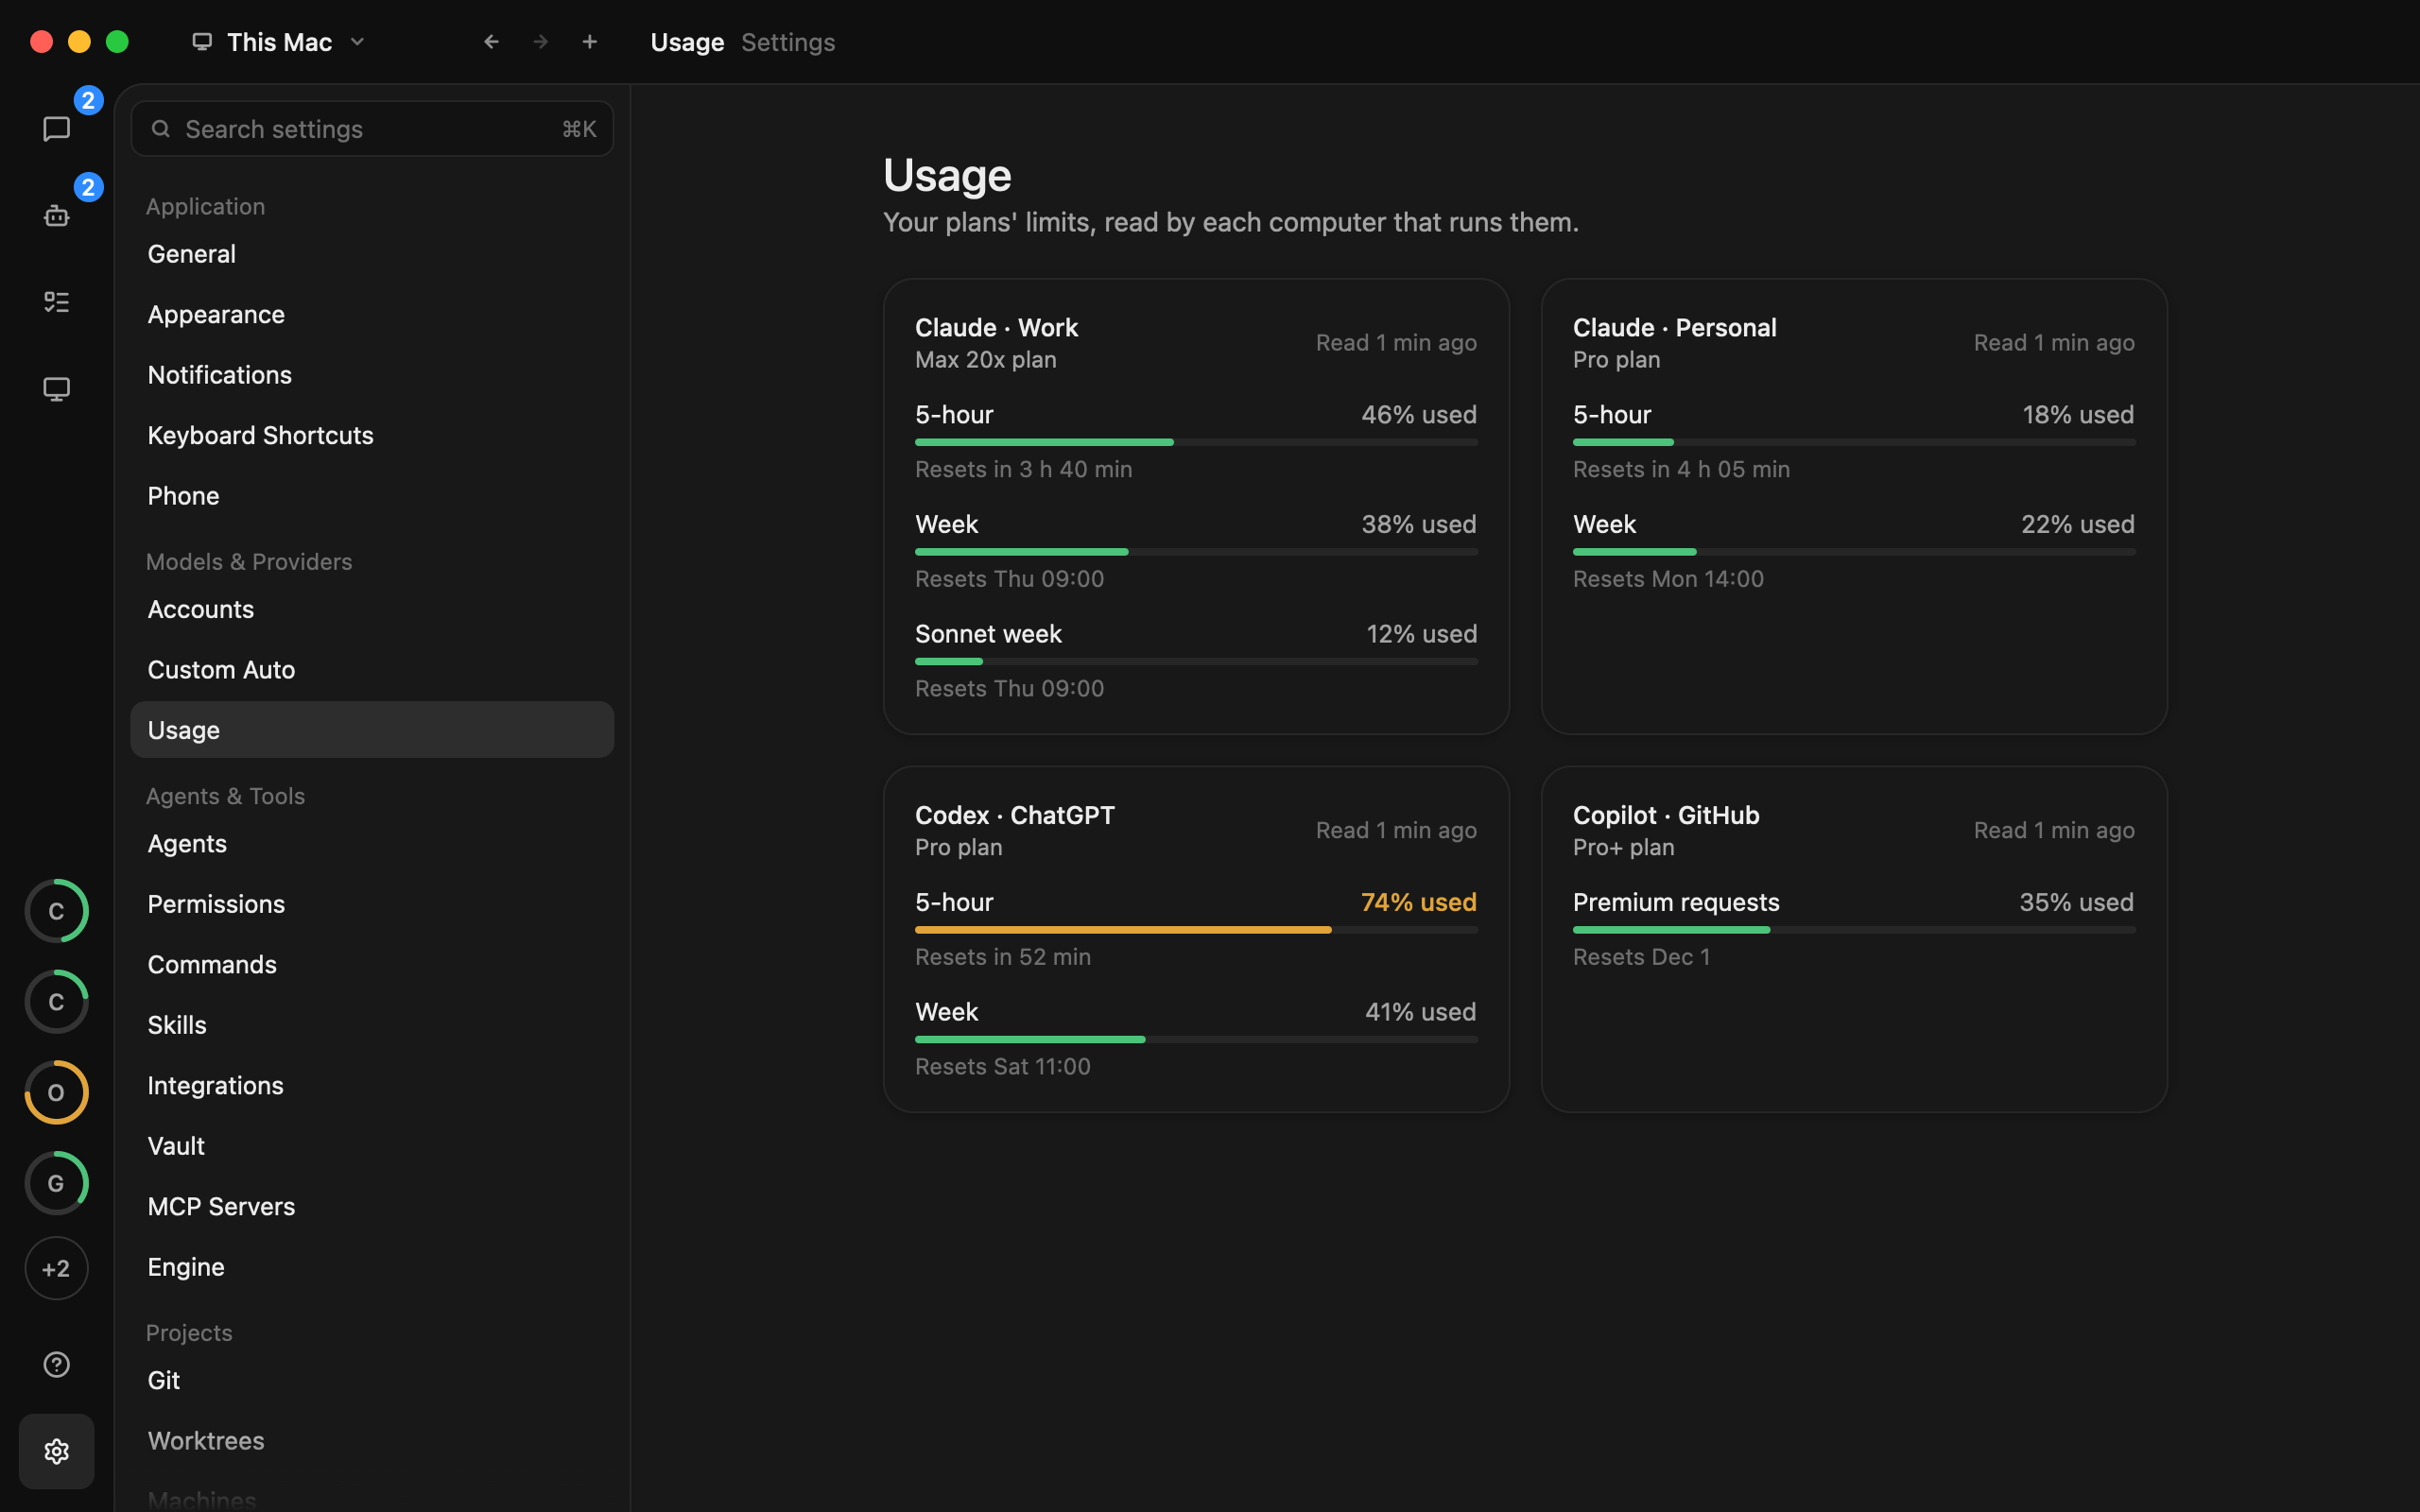 This Mac
Usage Settings
2
2
C
C
O
G
+2
Search settings ⌘K
Application
General
Appearance
Notifications
Keyboard Shortcuts
Phone
Models & Providers
Accounts
Custom Auto
Usage
Agents & Tools
Agents
Permissions
Commands
Skills
Integrations
Vault
MCP Servers
Engine
Projects
Git
Worktrees
Machines
Usage
Your plans' limits, read by each computer that runs them.
Claude · Work
Max 20x plan
Read 1 min ago
5-hour 46% used
Resets in 3 h 40 min
Week 38% used
Resets Thu 09:00
Sonnet week 12% used
Resets Thu 09:00
Claude · Personal
Pro plan
Read 1 min ago
5-hour 18% used
Resets in 4 h 05 min
Week 22% used
Resets Mon 14:00
Codex · ChatGPT
Pro plan
Read 1 min ago
5-hour 74% used
Resets in 52 min
Week 41% used
Resets Sat 11:00
Copilot · GitHub
Pro+ plan
Read 1 min ago
Premium requests 35% used
Resets Dec 1